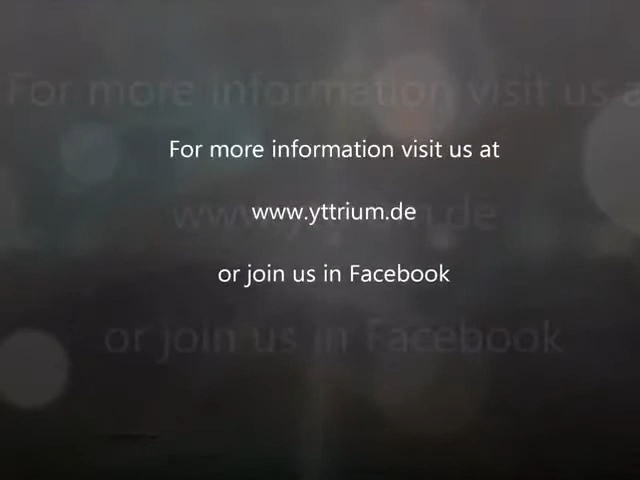 For more information visit us at
www.yttrium.de
or join us in Facebook